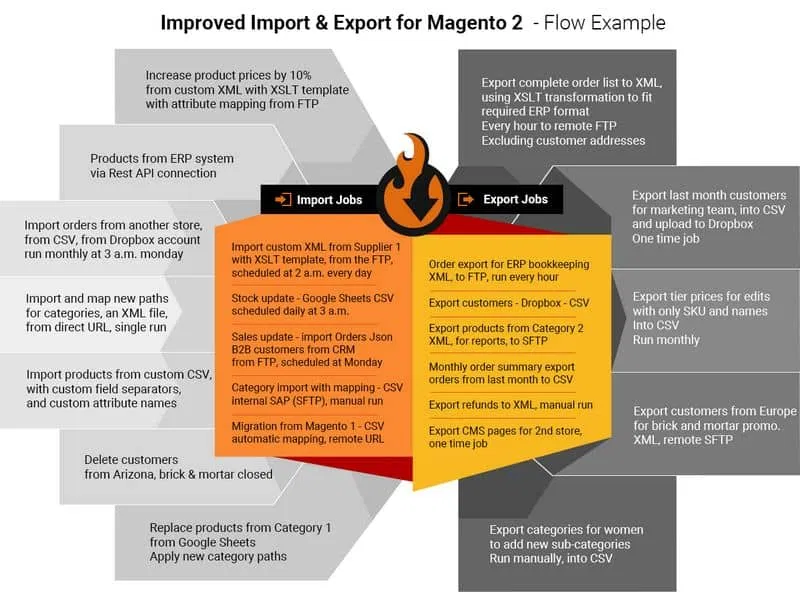 Improved Import & Export for Magento 2 - Flow Example
Increase product prices by 10%
from custom XML with XSLT template
with attribute mapping from FTP
Products from ERP system
via Rest API connection
Import orders from another store,
from CSV, from Dropbox account
run monthly at 3 a.m. monday
Import and map new paths
for categories, an XML file,
from direct URL, single run
Import products from custom CSV,
with custom field separators,
and custom attribute names
Delete customers
from Arizona, brick & mortar closed
Replace products from Category 1
from Google Sheets
Apply new category paths
Import Jobs
Import custom XML from Supplier 1
with XSLT template, from the FTP,
scheduled at 2 a.m. every day
Stock update - Google Sheets CSV
scheduled daily at 3 a.m.
Sales update - import Orders Json
B2B customers from CRM
from FTP, scheduled at Monday
Category import with mapping - CSV
internal SAP (SFTP), manual run
Migration from Magento 1 - CSV
automatic mapping, remote URL
Export Jobs
Order export for ERP bookkeeping
XML, to FTP, run every hour
Export customers - Dropbox - CSV
Export products from Category 2
XML, for reports, to SFTP
Monthly order summary export
orders from last month to CSV
Export refunds to XML, manual run
Export CMS pages for 2nd store,
one time job
Export complete order list to XML,
using XSLT transformation to fit
required ERP format
Every hour to remote FTP
Excluding customer addresses
Export last month customers
for marketing team, into CSV
and upload to Dropbox
One time job
Export tier prices for edits
with only SKU and names
Into CSV
Run monthly
Export customers from Europe
for brick and mortar promo.
XML, remote SFTP
Export categories for women
to add new sub-categories
Run manually, into CSV